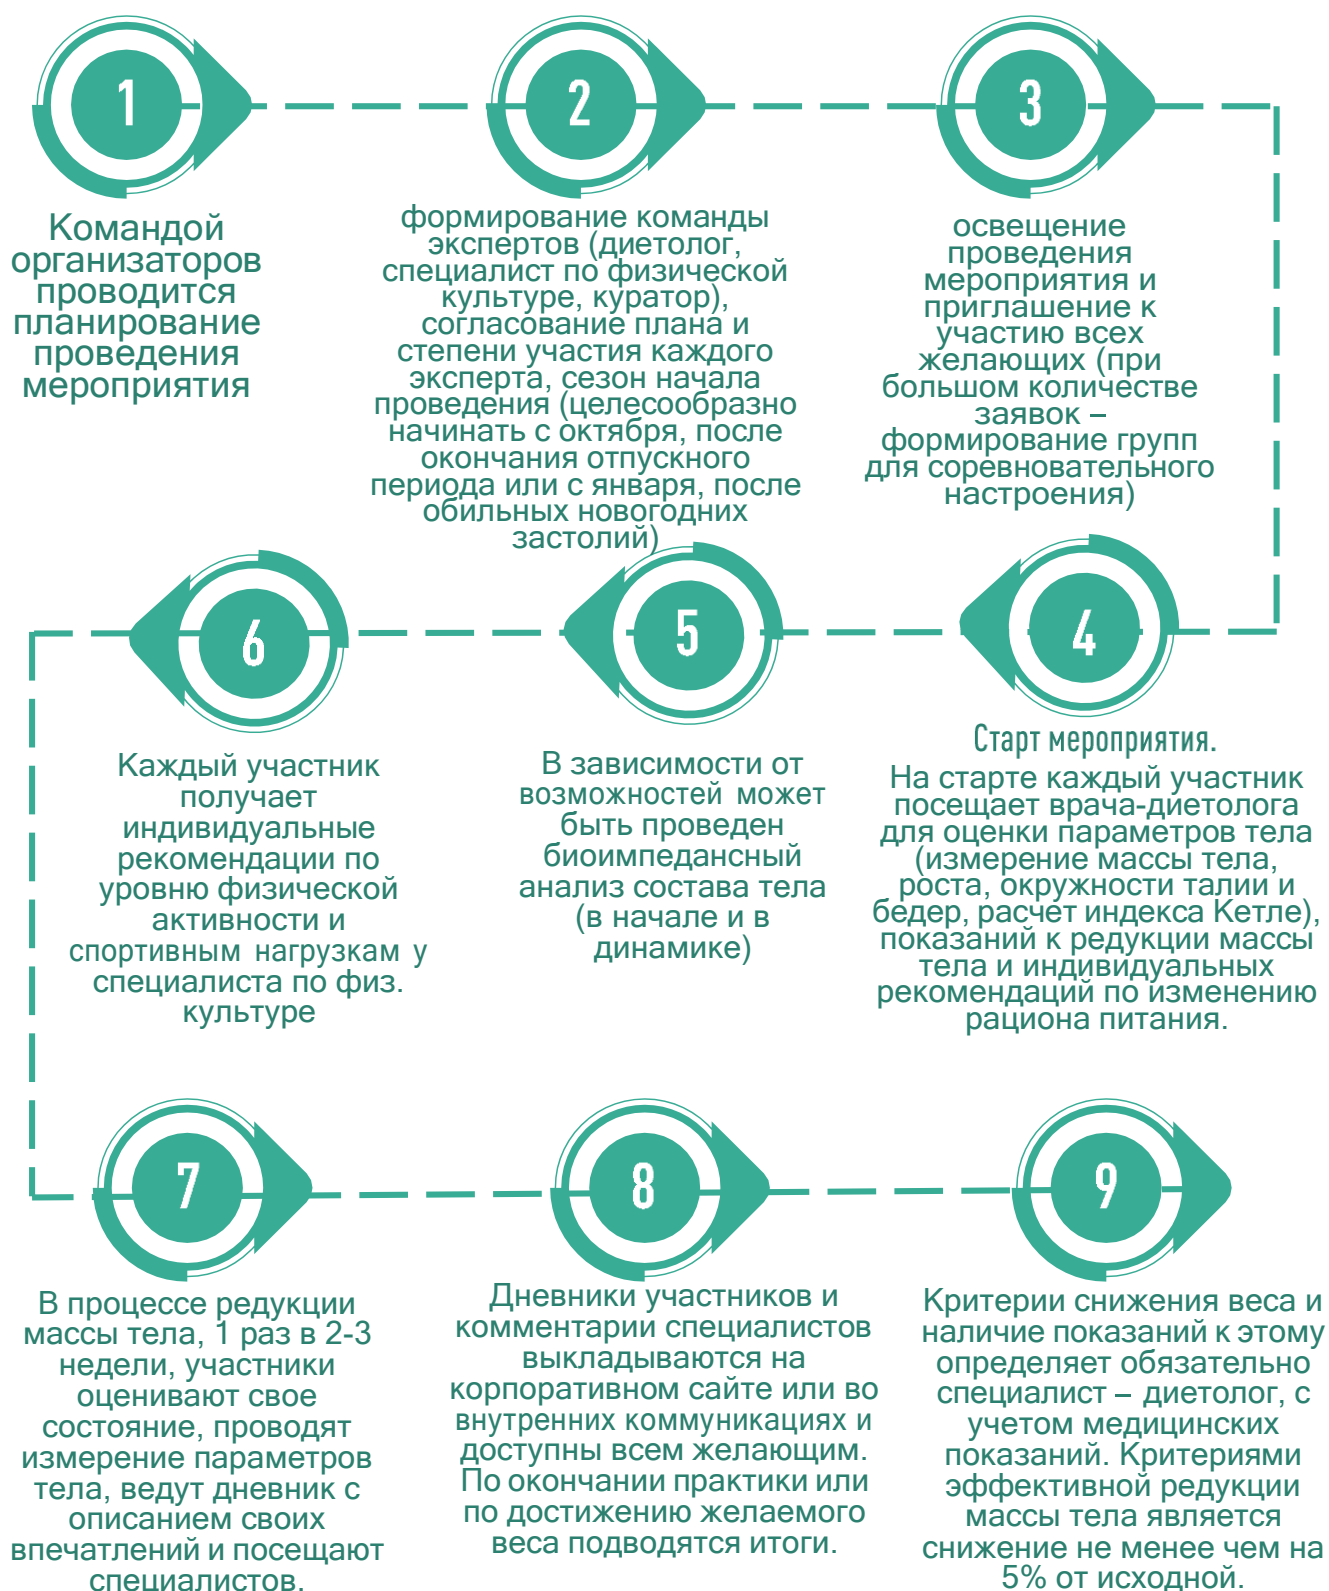 1
Командой
организаторов
проводится
планирование
проведения
мероприятия
2
формирование команды
экспертов (диетолог,
специалист по физической
культуре, куратор),
согласование плана и
степени участия каждого
эксперта, сезон начала
проведения (целесообразно
начинать с октября, после
окончания отпускного
периода или с января, после
обильных новогодних
застолий)
3
освещение
проведения
мероприятия и
приглашение к
участию всех
желающих (при
большом количестве
заявок –
формирование групп
для соревновательного
настроения)
4
Старт мероприятия.
На старте каждый участник
посещает врача-диетолога
для оценки параметров тела
(измерение массы тела,
роста, окружности талии и
бедер, расчет индекса Кетле),
показаний к редукции массы
тела и индивидуальных
рекомендаций по изменению
рациона питания.
5
В зависимости от
возможностей может
быть проведен
биоимпедансный
анализ состава тела
(в начале и в
динамике)
6
Каждый участник
получает
индивидуальные
рекомендации по
уровню физической
активности и
спортивным нагрузкам у
специалиста по физ.
культуре
7
В процессе редукции
массы тела, 1 раз в 2-3
недели, участники
оценивают свое
состояние, проводят
измерение параметров
тела, ведут дневник с
описанием своих
впечатлений и посещают
специалистов.
8
Дневники участников и
комментарии специалистов
выкладываются на
корпоративном сайте или во
внутренних коммуникациях и
доступны всем желающим.
По окончании практики или
по достижению желаемого
веса подводятся итоги.
9
Критерии снижения веса и
наличие показаний к этому
определяет обязательно
специалист – диетолог, с
учетом медицинских
показаний. Критериями
эффективной редукции
массы тела является
снижение не менее чем на
5% от исходной.